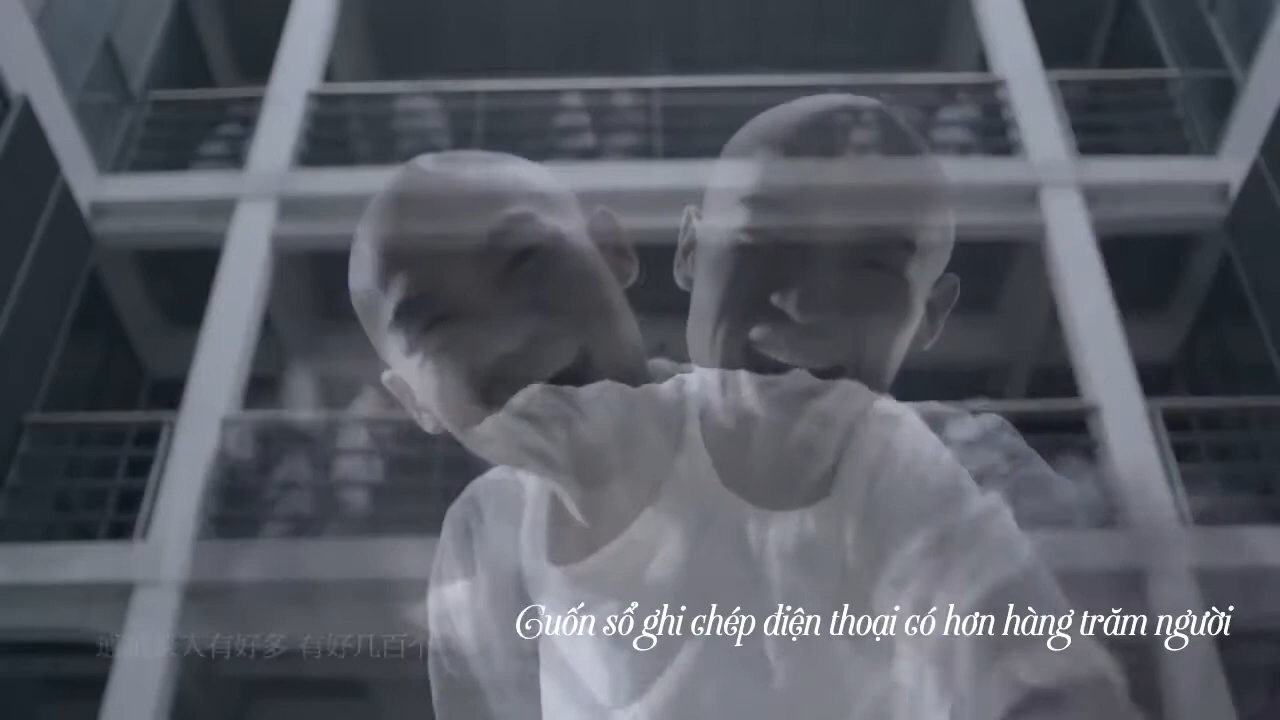 Cuốn sổ ghi chép điện thoại có hơn hàng trăm người
人有好多 有好几百个